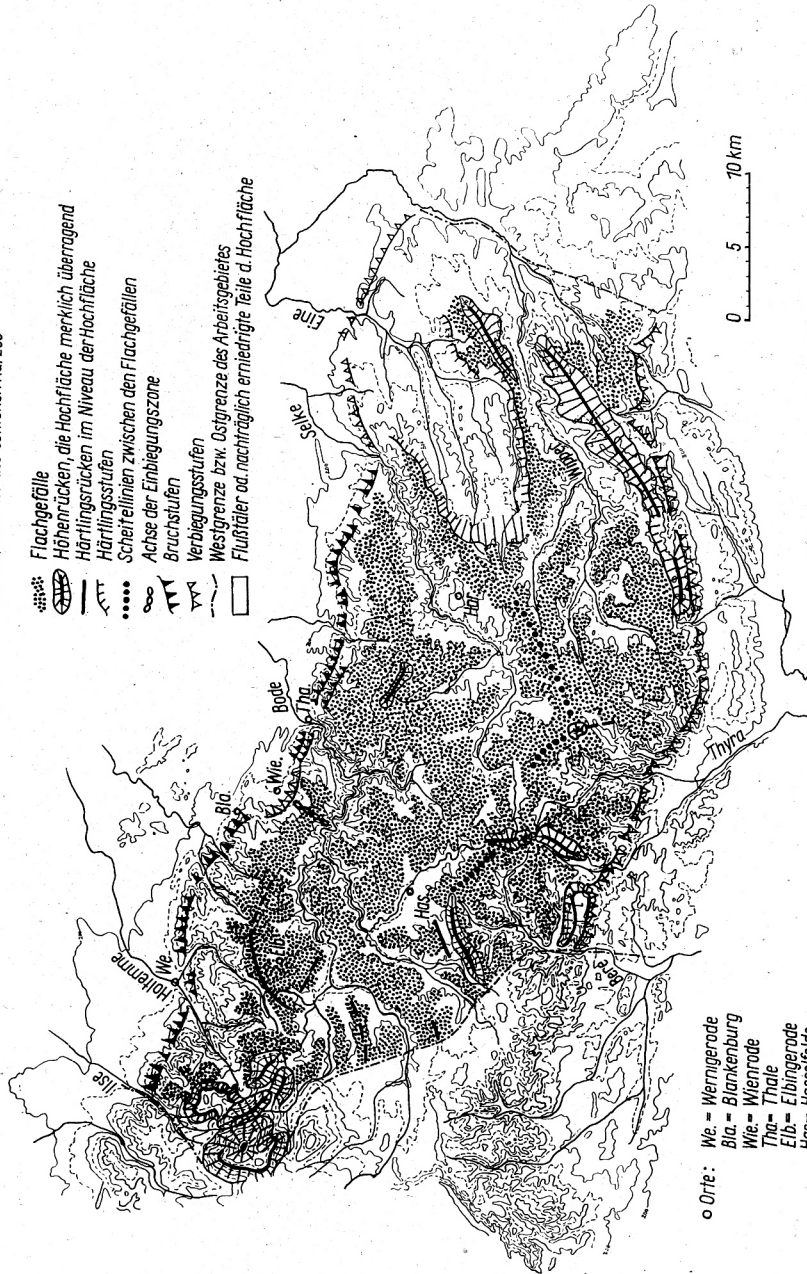 Flachgefälle
Höhenrücken, die Hochfläche merklich überragend
Härtlingsrücken im Niveau der Hochfläche
Härtlingsstufen
Scheitellinien zwischen den Flachgefällen
Achse der Einbiegungszone
Bruchstufen
Verbiegungsstufen
Westgrenze bzw. Ostgrenze des Arbeitsgebietes
Flußtäler od. nachträglich erniedrigte Teile d. Hochfläche
Ilse
Holtemme
We.
Bla.
Wie.
Bode
Tha.
Selke
Eine
Elb.
Has.
Har.
Wipper
Bere
Thyra
0 5 10 km
o Orte: We.= Wernigerode
Bla.= Blankenburg
Wie.= Wienrode
Tha.= Thale
Elb.= Elbingerode